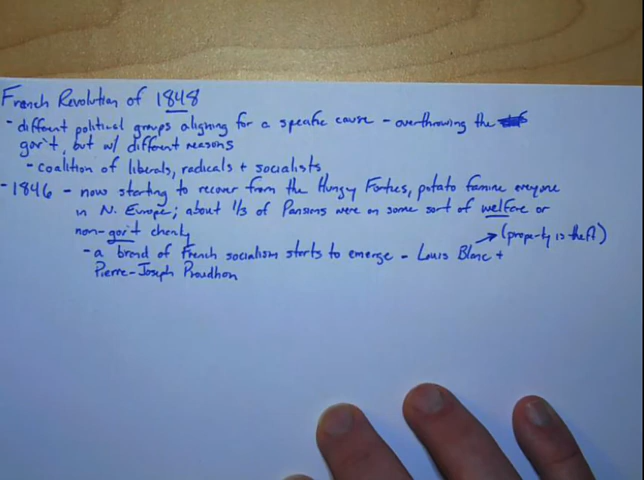 French Revolution of 1848
- different political groups aligning for a specific cause - overthrowing the
gov't, but w/ different reasons
- coalition of liberals, radicals + socialists
- 1846 - now starting to recover from the Hungry Forties, potato famine everyone
in N. Europe; about 1/3 of Parisians were on some sort of welfare or
non-gov't charity
→ (property is theft)
- a brand of French socialism starts to emerge - Louis Blanc +
Pierre-Joseph Proudhon